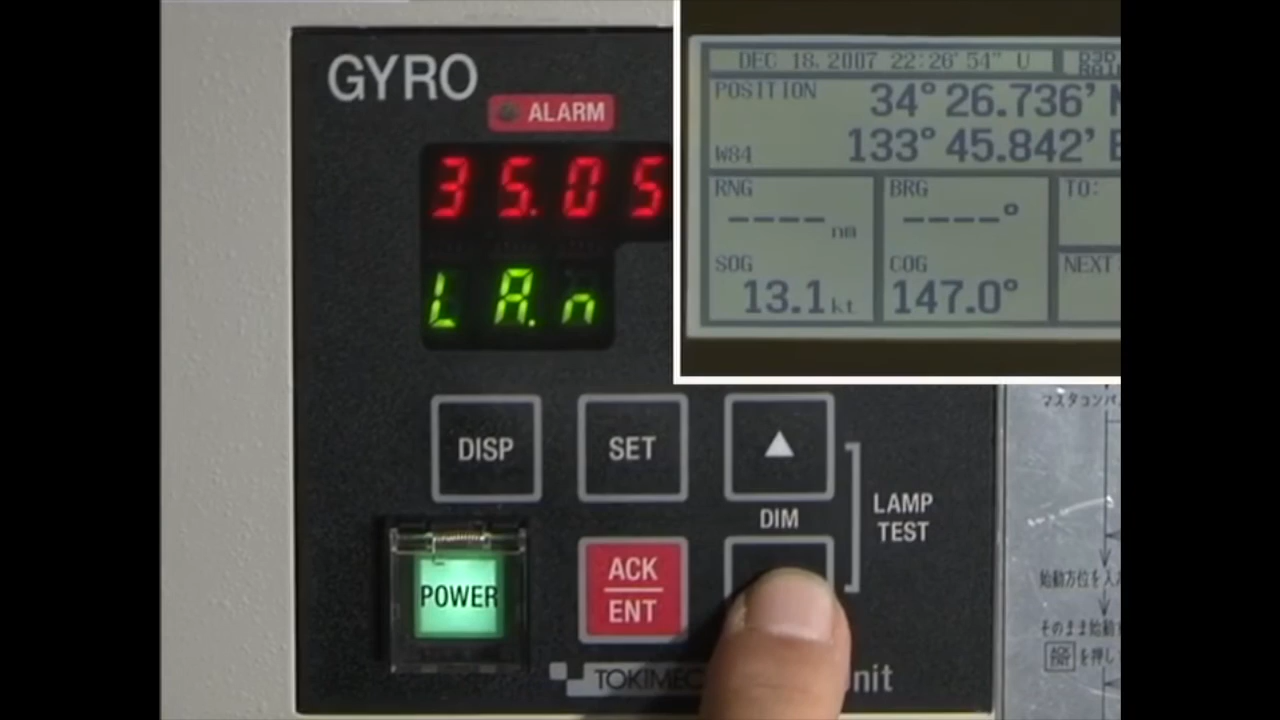 GYRO
ALARM
35.05
LA.n
DISP
SET
▲
DIM
LAMP
TEST
POWER
ACK
ENT
TOKIMEC
nit
DEC 18, 2007 22:26'54" U
POSITION
34° 26.736' N
133° 45.842' E
W84
RNG
----nm
BRG
----°
TO:
SOG
13.1kt
COG
147.0°
NEXT
マスタコンパ
始動方位を入
そのまま始動
を押し